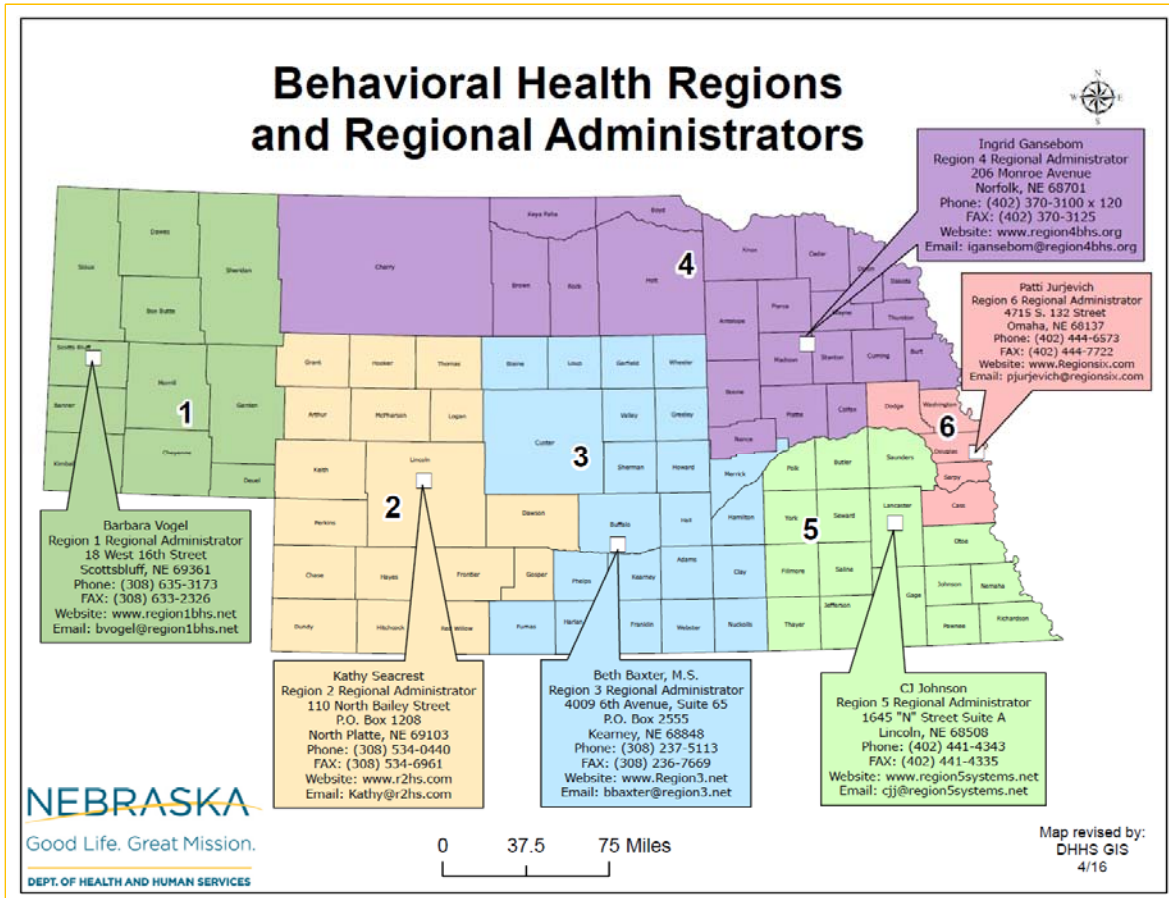 Behavioral Health Regions
and Regional Administrators
N
W E
S
Ingrid Gansebom
Region 4 Regional Administrator
206 Monroe Avenue
Norfolk, NE 68701
Phone: (402) 370-3100 x 120
FAX: (402) 370-3125
Website: www.region4bhs.org
Email: igansebom@region4bhs.org
Patti Jurjevich
Region 6 Regional Administrator
4715 S. 132 Street
Omaha, NE 68137
Phone: (402) 444-6573
FAX: (402) 444-7722
Website: www.Regionsix.com
Email: pjurjevich@regionsix.com
Sioux
Dawes
Sheridan
Box Butte
Scotts Bluff
Morrill
Garden
Banner
Kimball
Cheyenne
Deuel
1
Cherry
Keya Paha
Boyd
Brown
Rock
Holt
4
Knox
Cedar
Dixon
Dakota
Antelope
Pierce
Wayne
Thurston
Madison
Stanton
Cuming
Burt
Boone
Platte
Colfax
Nance
Grant
Hooker
Thomas
Arthur
McPherson
Logan
Keith
Lincoln
Perkins
2
Dawson
Chase
Hayes
Frontier
Gosper
Dundy
Hitchcock
Red Willow
Blaine
Loup
Garfield
Wheeler
Custer
3
Valley
Greeley
Sherman
Howard
Merrick
Buffalo
Hall
Hamilton
Phelps
Kearney
Adams
Clay
Furnas
Harlan
Franklin
Webster
Nuckolls
Dodge
Washington
6
Douglas
Sarpy
Cass
Polk
Butler
Saunders
York
5
Seward
Lancaster
Otoe
Fillmore
Saline
Gage
Johnson
Nemaha
Thayer
Jefferson
Pawnee
Richardson
Barbara Vogel
Region 1 Regional Administrator
18 West 16th Street
Scottsbluff, NE 69361
Phone: (308) 635-3173
FAX: (308) 633-2326
Website: www.region1bhs.net
Email: bvogel@region1bhs.net
Kathy Seacrest
Region 2 Regional Administrator
110 North Bailey Street
P.O. Box 1208
North Platte, NE 69103
Phone: (308) 534-0440
FAX: (308) 534-6961
Website: www.r2hs.com
Email: Kathy@r2hs.com
Beth Baxter, M.S.
Region 3 Regional Administrator
4009 6th Avenue, Suite 65
P.O. Box 2555
Kearney, NE 68848
Phone: (308) 237-5113
FAX: (308) 236-7669
Website: www.Region3.net
Email: bbaxter@region3.net
CJ Johnson
Region 5 Regional Administrator
1645 "N" Street Suite A
Lincoln, NE 68508
Phone: (402) 441-4343
FAX: (402) 441-4335
Website: www.region5systems.net
Email: cjj@region5systems.net
NEBRASKA
Good Life. Great Mission.
DEPT. OF HEALTH AND HUMAN SERVICES
0 37.5 75 Miles
Map revised by:
DHHS GIS
4/16